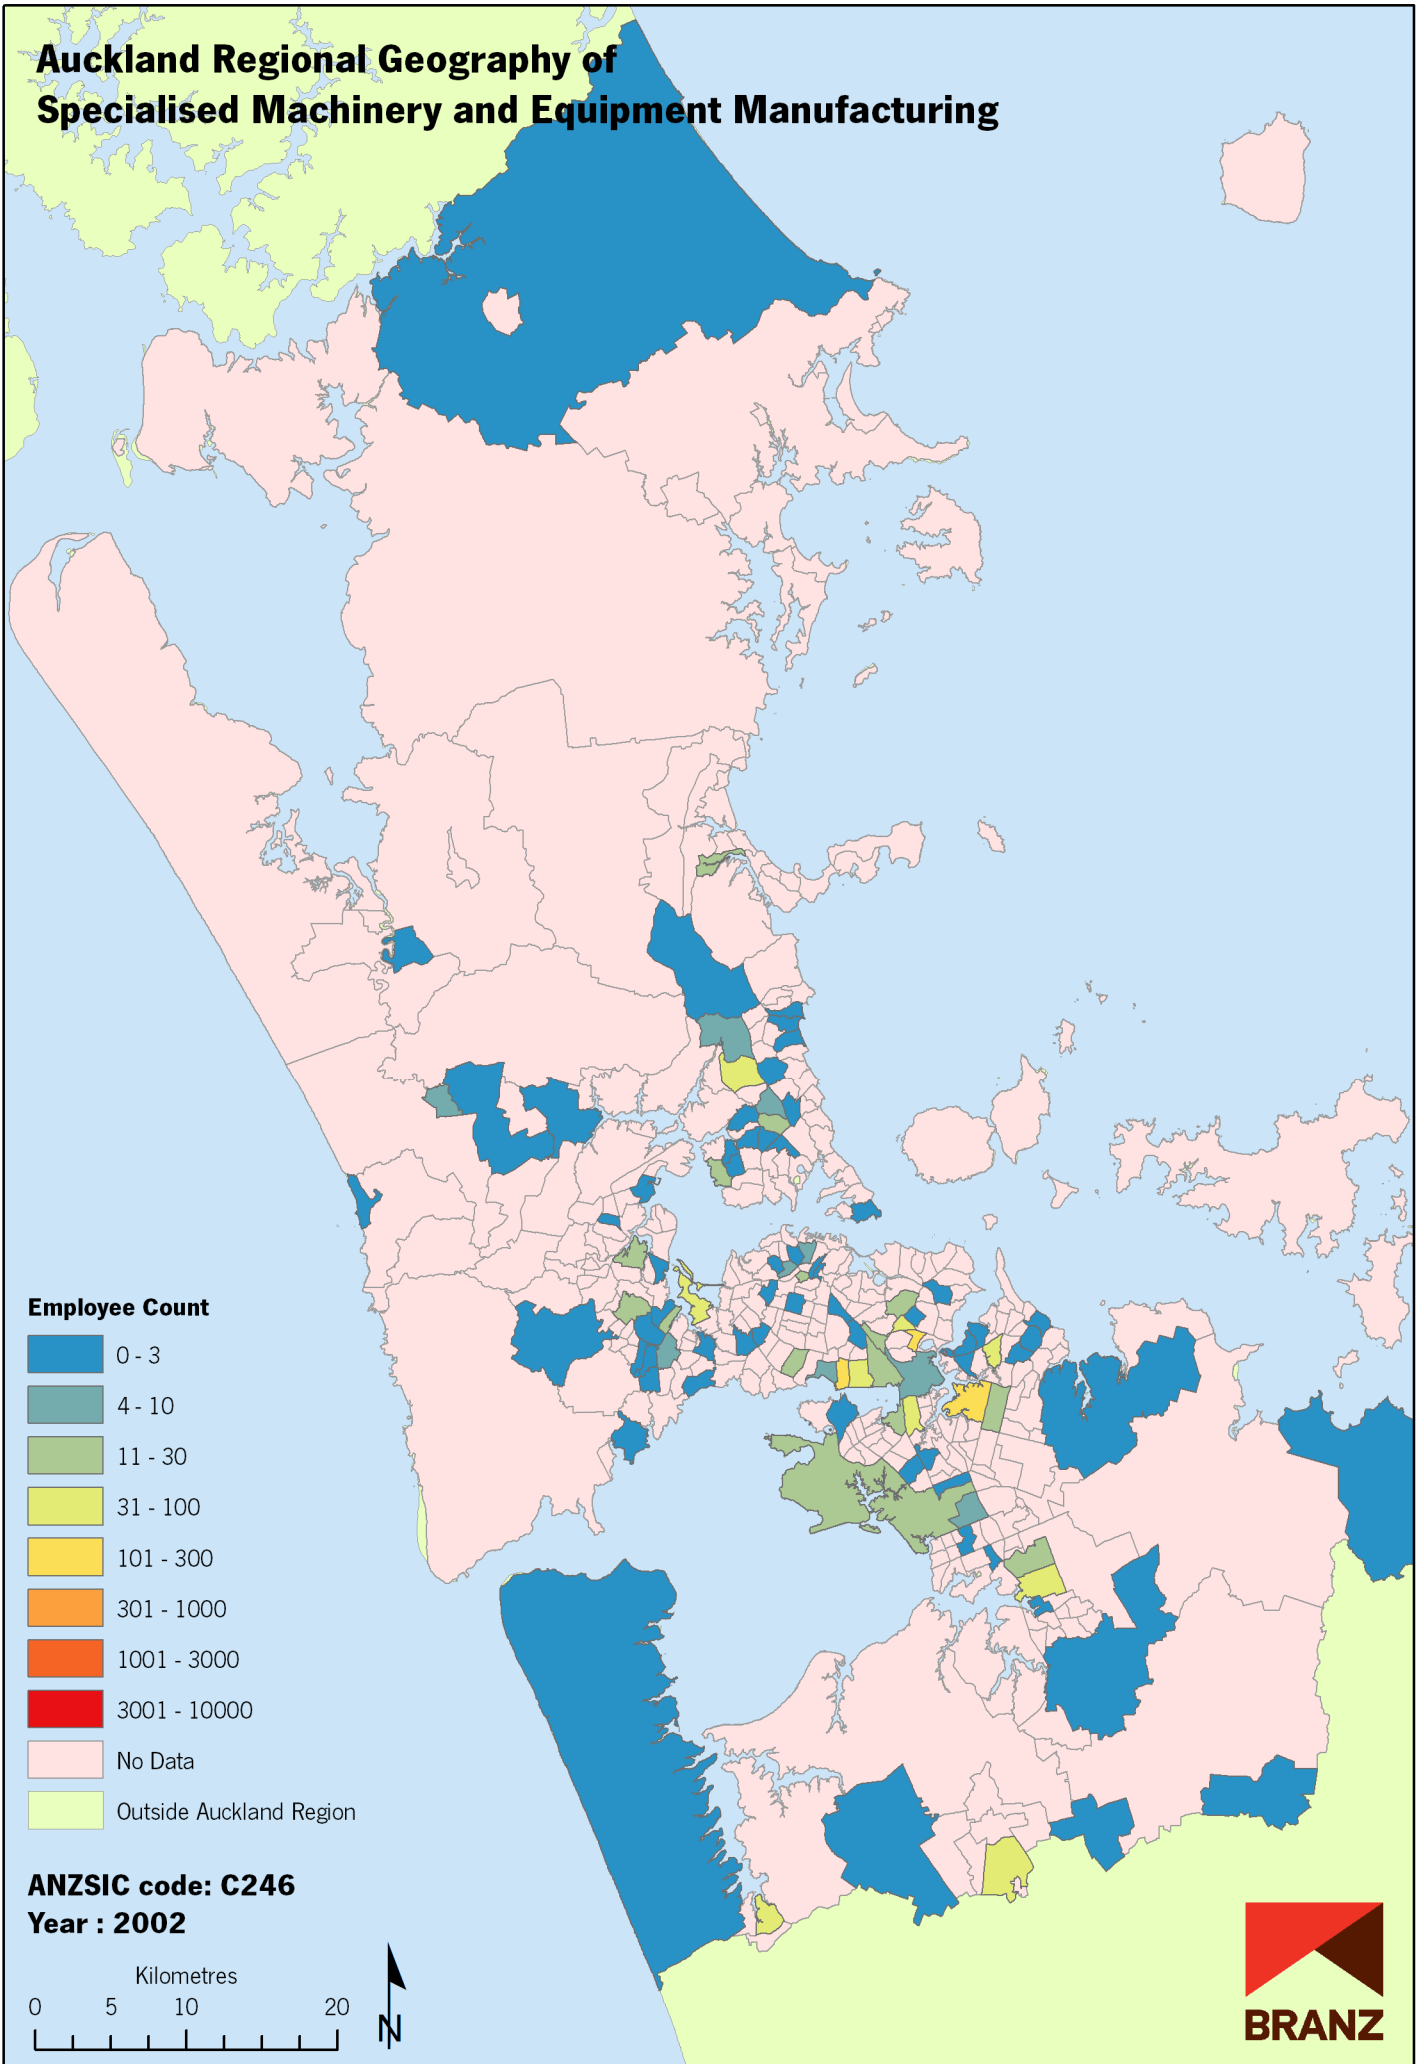 Auckland Regional Geography of
Specialised Machinery and Equipment Manufacturing
Employee Count
0 - 3
4 - 10
11 - 30
31 - 100
101 - 300
301 - 1000
1001 - 3000
3001 - 10000
No Data
Outside Auckland Region
ANZSIC code: C246
Year : 2002
Kilometres
0 5 10 20
N
BRANZ